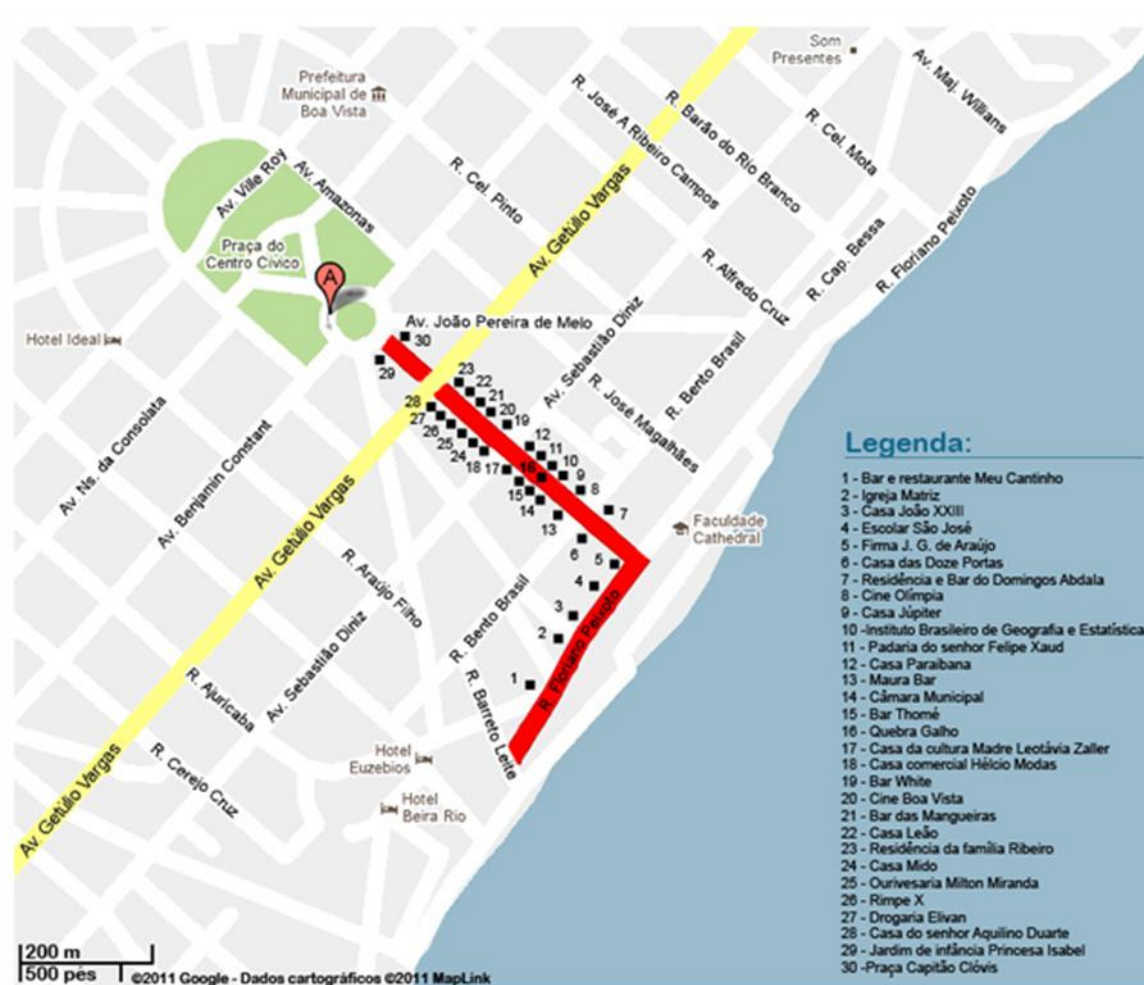 Som
Presentes
Av. Maj. Willians
Prefeitura
Municipal de
Boa Vista
R. José A Ribeiro Campos
R. Barão do Rio Branco
R. Cel. Mota
Av. Ville Roy
Av. Amazonas
R. Cel. Pinto
Av. Getúlio Vargas
R. Floriano Peixoto
R. Cap. Bessa
Praça do
Centro Cívico
A
R. Alfredo Cruz
Hotel Ideal
Av. João Pereira de Melo
Av. Sebastião Diniz
R. Bento Brasil
R. José Magalhães
30
29
23
22
21
20
19
28
27
26
25
24
18
17
16
12
11
10
9
8
7
15
14
13
6
5
4
3
2
1
Av. Ns. da Consolata
Av. Benjamin Constant
Av. Getúlio Vargas
Faculdade
Cathedral
R. Araújo Filho
R. Bento Brasil
R. Floriano Peixoto
Av. Sebastião Diniz
R. Barreto Leite
R. Ajuricaba
R. Cerejo Cruz
Hotel
Euzebios
Hotel
Beira Rio
Av Getúlio Vargas
Legenda:
1 - Bar e restaurante Meu Cantinho
2 - Igreja Matriz
3 - Casa João XXIII
4 - Escolar São José
5 - Firma J. G. de Araújo
6 - Casa das Doze Portas
7 - Residência e Bar do Domingos Abdala
8 - Cine Olímpia
9 - Casa Júpiter
10 -Instituto Brasileiro de Geografia e Estatística
11 - Padaria do senhor Felipe Xaud
12 - Casa Paraibana
13 - Maura Bar
14 - Câmara Municipal
15 - Bar Thomé
16 - Quebra Galho
17 - Casa da cultura Madre Leotávia Zaller
18 - Casa comercial Hélcio Modas
19 - Bar White
20 - Cine Boa Vista
21 - Bar das Mangueiras
22 - Casa Leão
23 - Residência da família Ribeiro
24 - Casa Mido
25 - Ourivesaria Milton Miranda
26 - Rimpe X
27 - Drogaria Elivan
28 - Casa do senhor Aquilino Duarte
29 - Jardim de infância Princesa Isabel
30 -Praça Capitão Clóvis
200 m
500 pés
©2011 Google - Dados cartográficos ©2011 MapLink